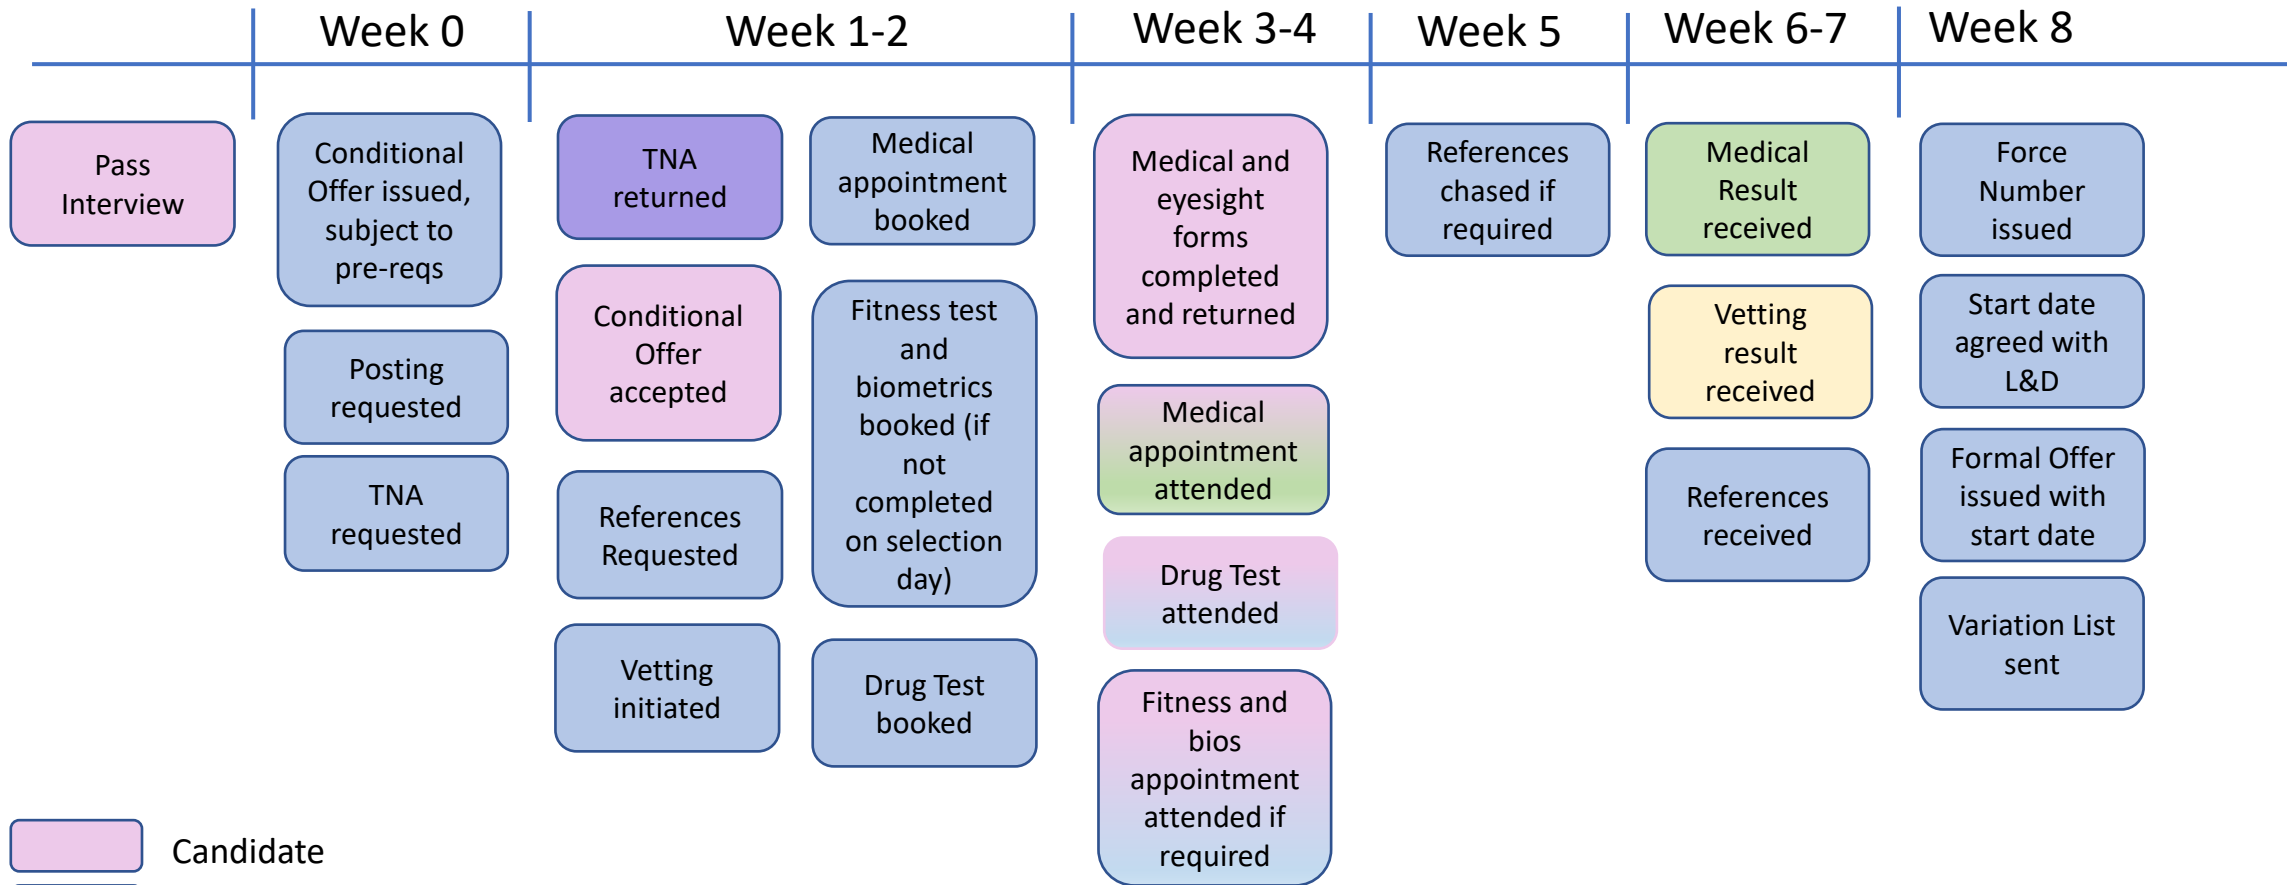 Week 0
Week 1-2
Week 3-4
Week 5
Week 6-7
Week 8
Pass
Interview
Conditional
Offer issued,
subject to
pre-reqs
Posting
requested
TNA
requested
TNA
returned
Conditional
Offer
accepted
References
Requested
Vetting
initiated
Medical
appointment
booked
Fitness test
and
biometrics
booked (if
not
completed
on selection
day)
Drug Test
booked
Medical and
eyesight
forms
completed
and returned
Medical
appointment
attended
Drug Test
attended
Fitness and
bios
appointment
attended if
required
References
chased if
required
Medical
Result
received
Vetting
result
received
References
received
Force
Number
issued
Start date
agreed with
L&D
Formal Offer
issued with
start date
Variation List
sent
Candidate